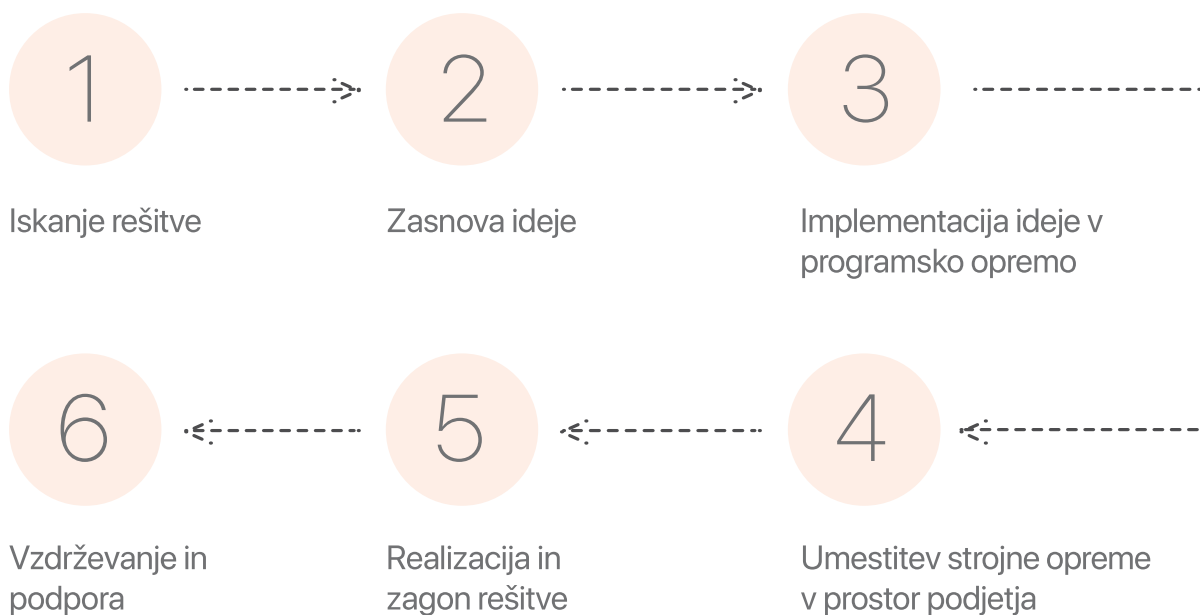 1
2
3
Iskanje rešitve
Zasnova ideje
Implementacija ideje v
programsko opremo
6
5
4
Vzdrževanje in
podpora
Realizacija in
zagon rešitve
Umestitev strojne opreme
v prostor podjetja